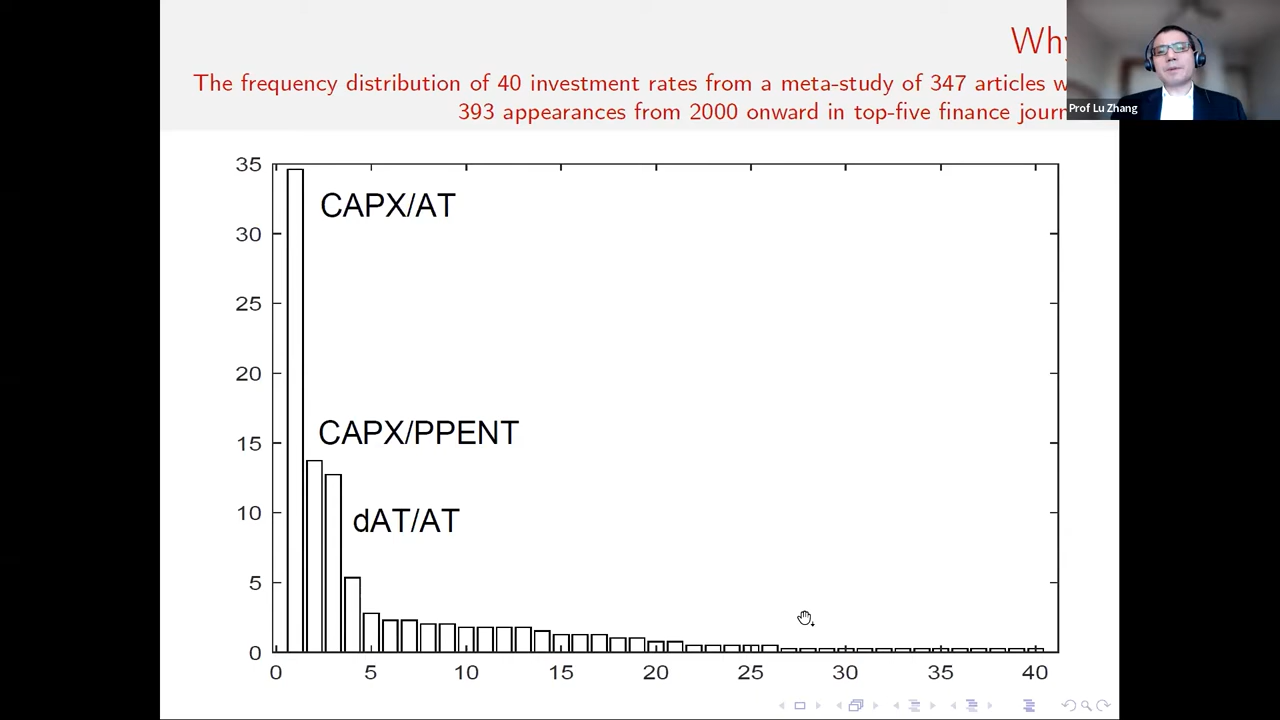 Why
The frequency distribution of 40 investment rates from a meta-study of 347 articles
393 appearances from 2000 onward in top-five finance
Prof Lu Zhang
35
CAPX/AT
30
25
20
15
CAPX/PPENT
10
dAT/AT
5
0
0 5 10 15 20 25 30 35 40